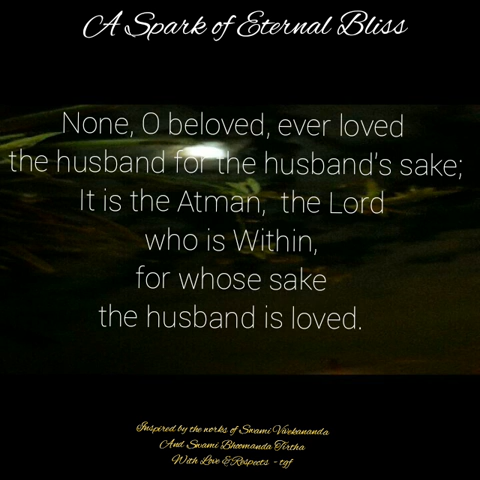 A Spark of Eternal Bliss
None, O beloved, ever loved
the husband for the husband's sake;
It is the Atman, the Lord
who is Within,
for whose sake
the husband is loved.
Inspired by the works of Swami Vivekananda
And Swami Bhoomanda Tirtha
With Love & Respects - tgf